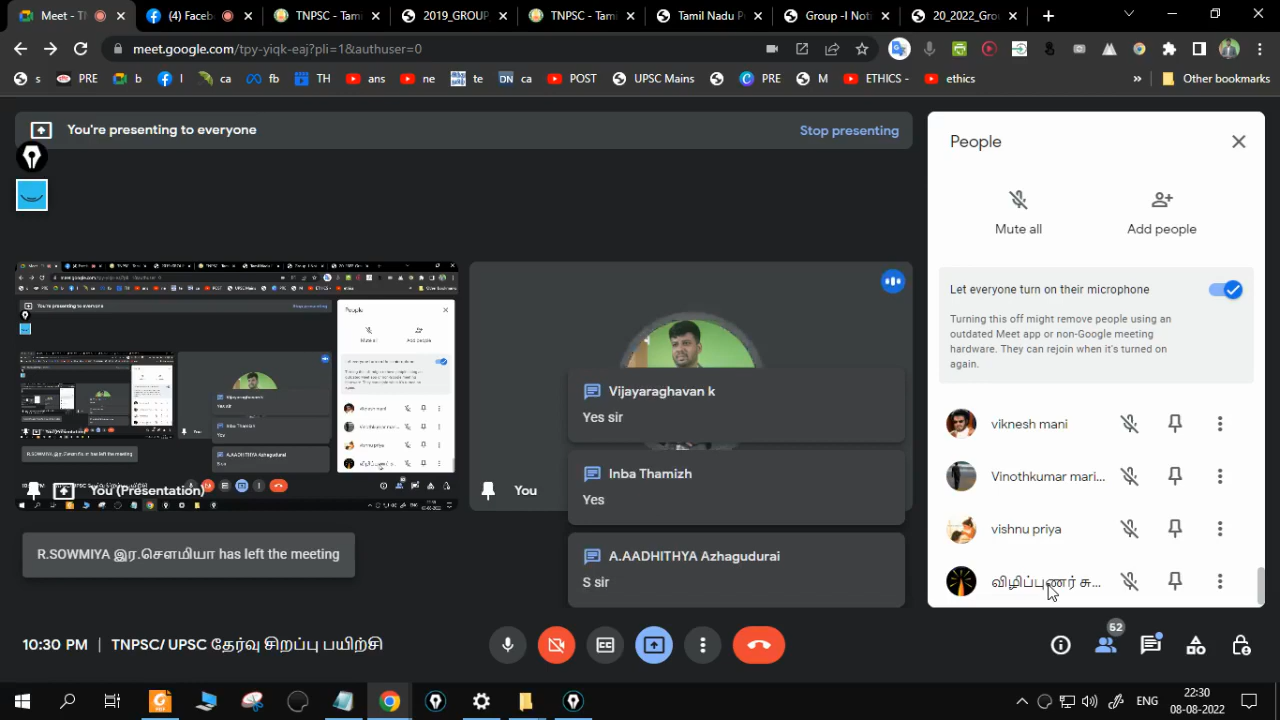 Meet - TN
(4) Faceb
TNPSC - Tami
2019_GROUP
TNPSC - Tami
Tamil Nadu P
Group -I Noti
20_2022_Gro
meet.google.com/tpy-yiqk-eaj?pli=1&authuser=0
s PRE b l ca fb TH ans ne te ca POST UPSC Mains PRE M ETHICS - ethics » Other bookmarks
You're presenting to everyone
Stop presenting
You (Presentation)
You
Vijayaraghavan k
Yes sir
Inba Thamizh
Yes
A.AADHITHYA Azhagudurai
S sir
R.SOWMIYA இர.சௌமியா has left the meeting
People
Mute all
Add people
Let everyone turn on their microphone
Turning this off might remove people using an
outdated Meet app or non-Google meeting
hardware. They can rejoin when it's turned on
again.
viknesh mani
Vinothkumar mari...
vishnu priya
விழிப்புணர் சு...
10:30 PM | TNPSC/ UPSC தேர்வு சிறப்பு பயிற்சி
52
ENG
22:30
08-08-2022